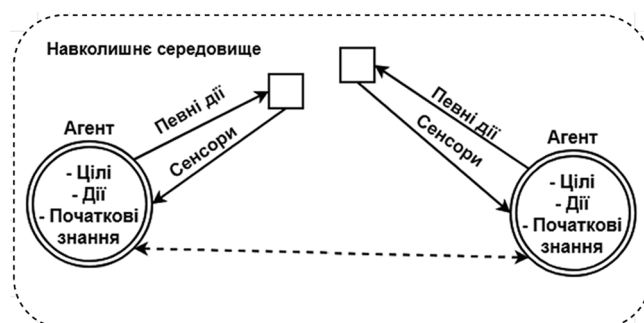 Навколишнє середовище
Певні дії
Сенсори
Агент
- Цілі
- Дії
- Початкові
знання
Певні дії
Сенсори
Агент
- Цілі
- Дії
- Початкові
знання